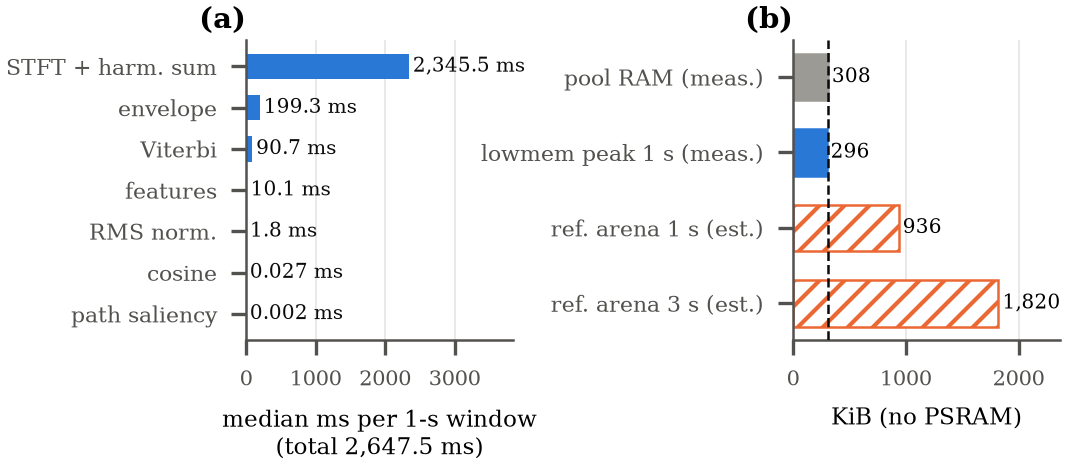 (a)
STFT + harm. sum 2,345.5 ms
envelope 199.3 ms
Viterbi 90.7 ms
features 10.1 ms
RMS norm. 1.8 ms
cosine 0.027 ms
path saliency 0.002 ms
0 1000 2000 3000
median ms per 1-s window
(total 2,647.5 ms)
(b)
pool RAM (meas.) 308
lowmem peak 1 s (meas.) 296
ref. arena 1 s (est.) 936
ref. arena 3 s (est.) 1,820
0 1000 2000
KiB (no PSRAM)